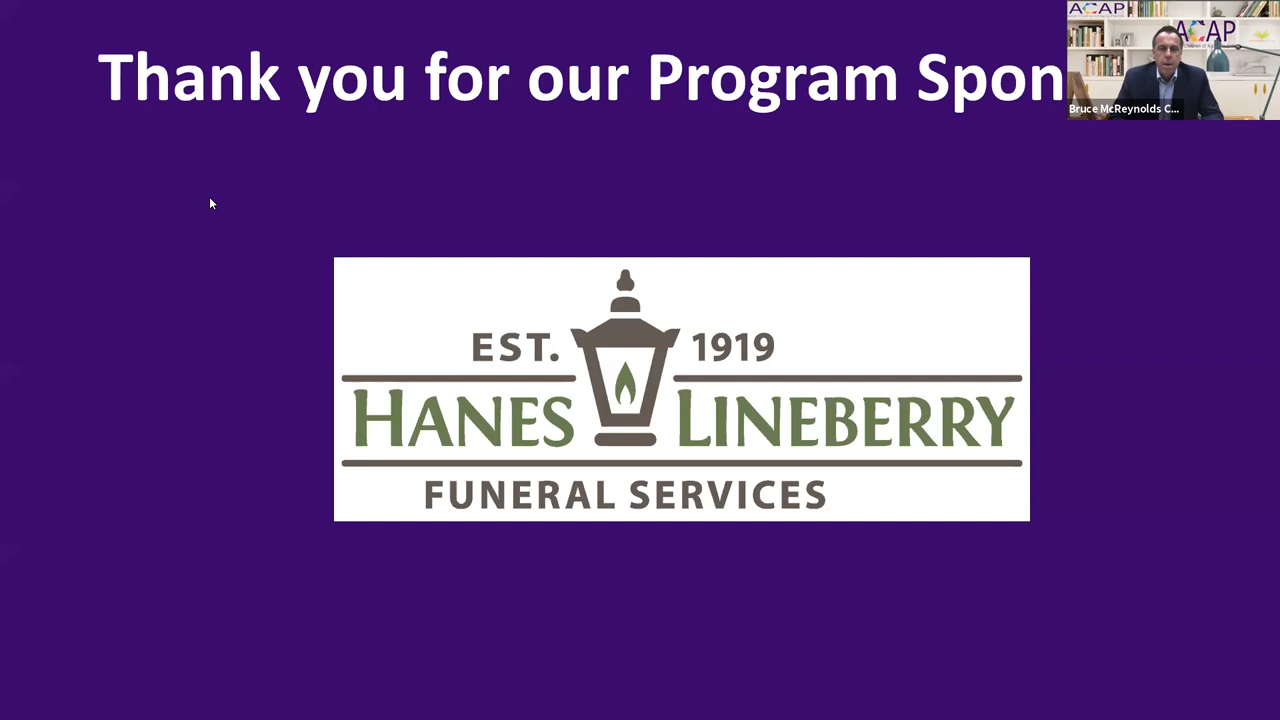 Thank you for our Program Spon
ACAP
ACAP
Bruce McReynolds C...
EST. 1919
HANES LINEBERRY
FUNERAL SERVICES